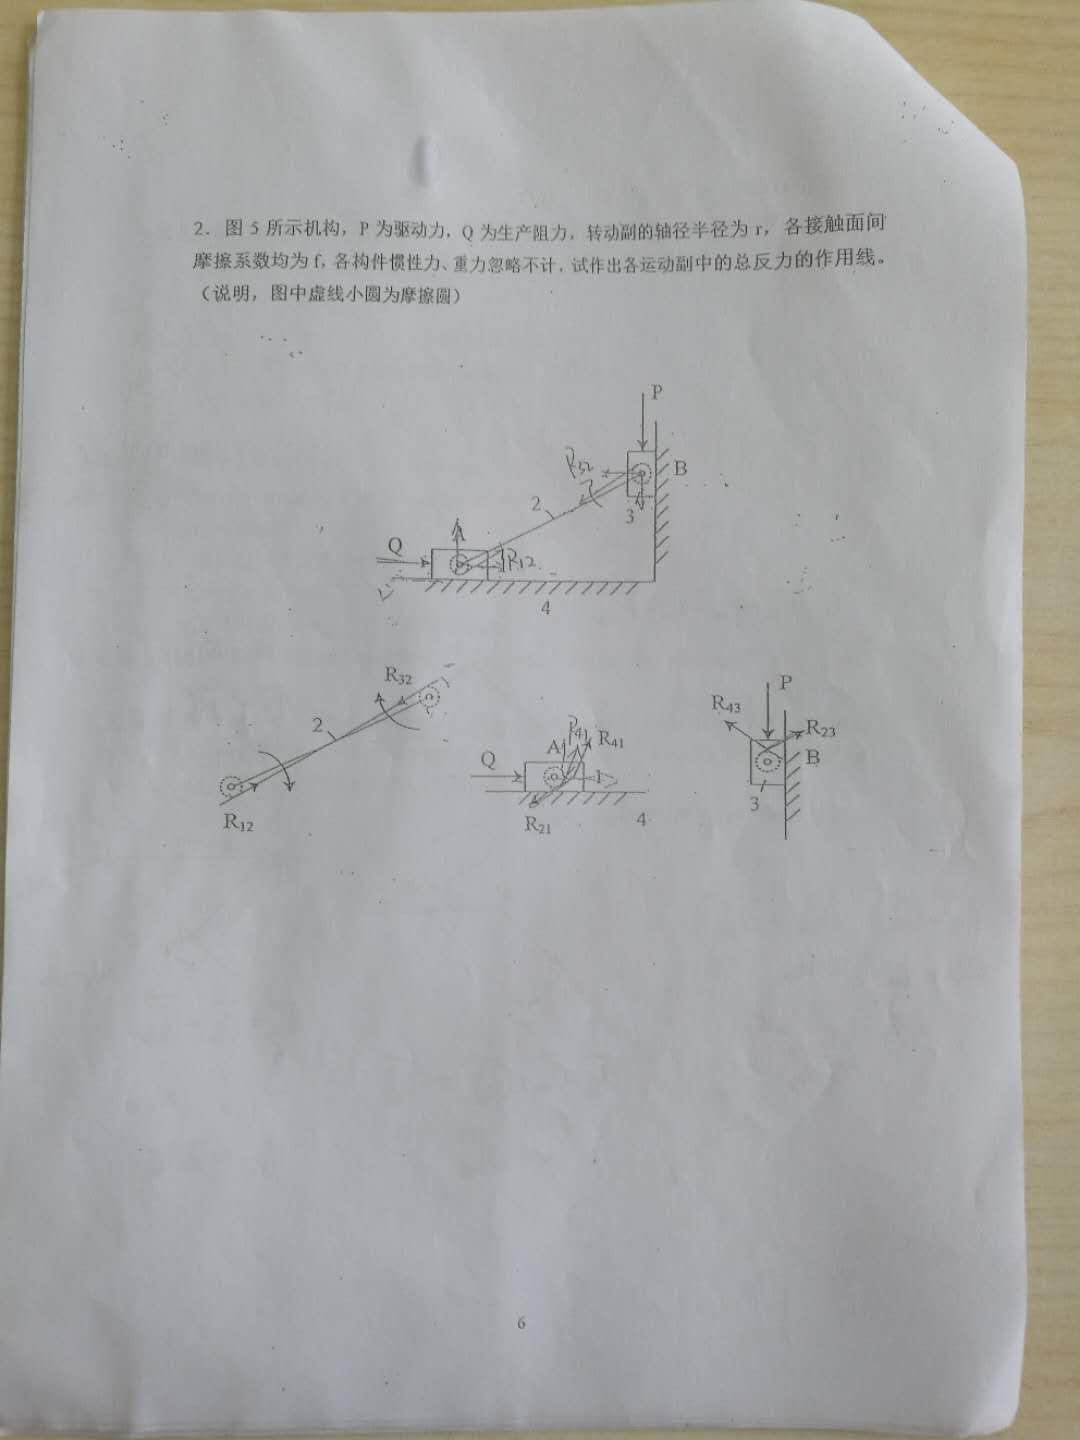 2. 图 5 所示机构，P 为驱动力，Q 为生产阻力，转动副的轴径半径为 r，各接触面间
摩擦系数均为 f，各构件惯性力、重力忽略不计，试作出各运动副中的总反力的作用线。
（说明，图中虚线小圆为摩擦圆）
P
R32
B
2
3
Q
A
R12
1
4
R32
2
R12
Q
A
R41
R41
1
R21
4
P
R43
R23
B
3
6